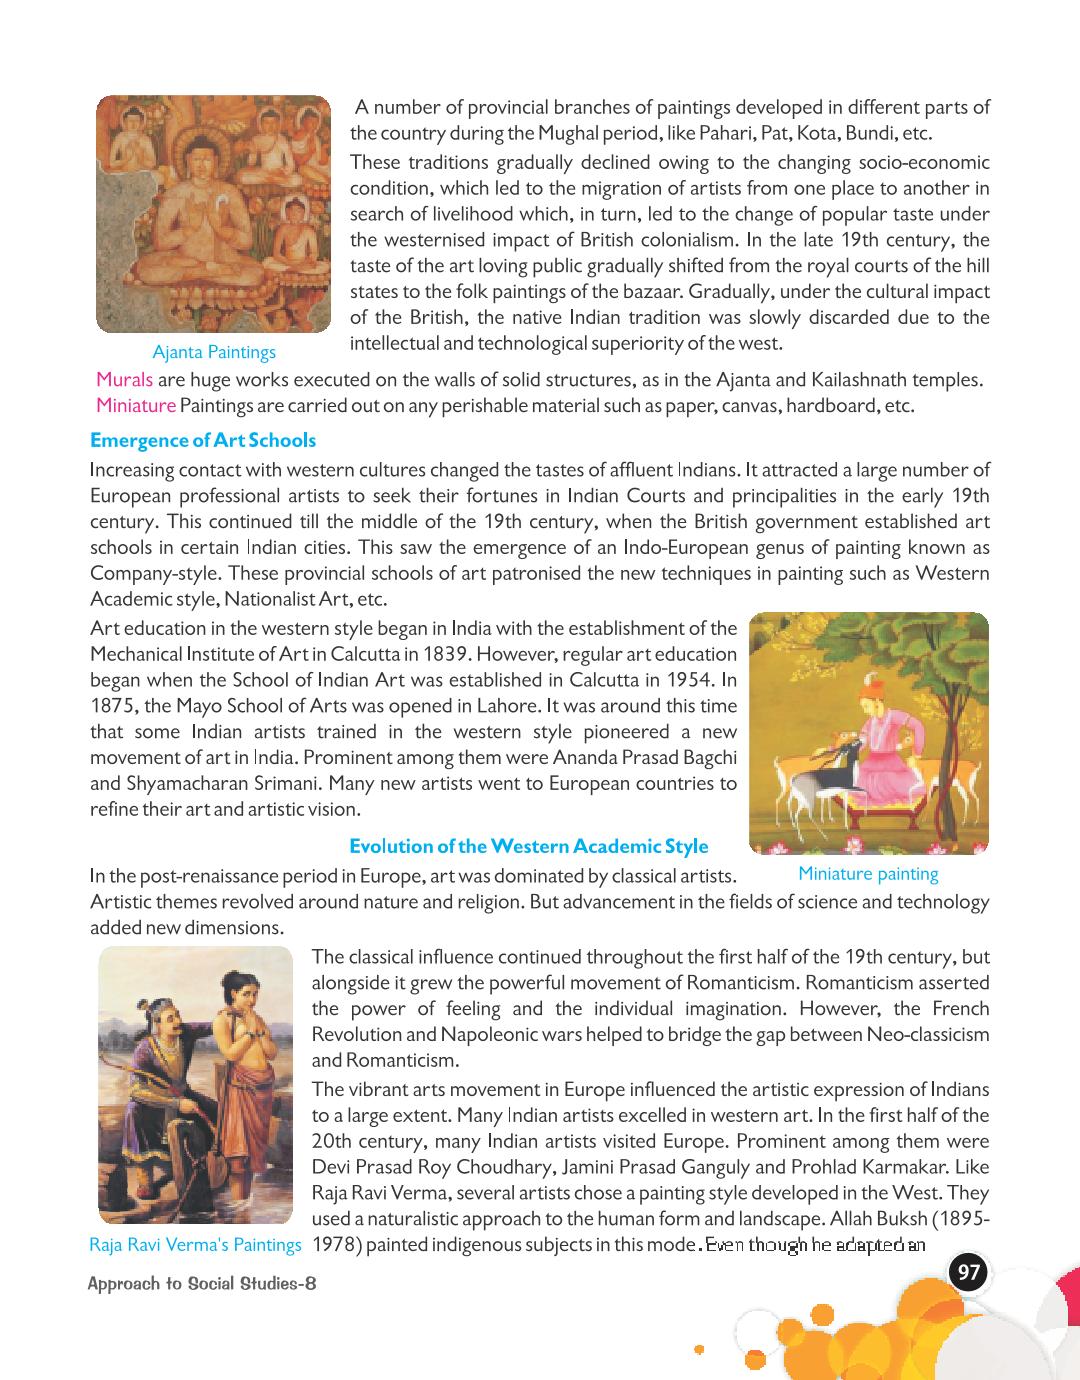 A number of provincial branches of paintings developed in different parts of
the country during the Mughal period, like Pahari, Pat, Kota, Bundi, etc.
These traditions gradually declined owing to the changing socio-economic
condition, which led to the migration of artists from one place to another in
search of livelihood which, in turn, led to the change of popular taste under
the westernised impact of British colonialism. In the late 19th century, the
taste of the art loving public gradually shifted from the royal courts of the hill
states to the folk paintings of the bazaar. Gradually, under the cultural impact
of the British, the native Indian tradition was slowly discarded due to the
intellectual and technological superiority of the west.
Ajanta Paintings
Murals are huge works executed on the walls of solid structures, as in the Ajanta and Kailashnath temples.
Miniature Paintings are carried out on any perishable material such as paper, canvas, hardboard, etc.
Emergence of Art Schools
Increasing contact with western cultures changed the tastes of affluent Indians. It attracted a large number of
European professional artists to seek their fortunes in Indian Courts and principalities in the early 19th
century. This continued till the middle of the 19th century, when the British government established art
schools in certain Indian cities. This saw the emergence of an Indo-European genus of painting known as
Company-style. These provincial schools of art patronised the new techniques in painting such as Western
Academic style, Nationalist Art, etc.
Art education in the western style began in India with the establishment of the
Mechanical Institute of Art in Calcutta in 1839. However, regular art education
began when the School of Indian Art was established in Calcutta in 1954. In
1875, the Mayo School of Arts was opened in Lahore. It was around this time
that some Indian artists trained in the western style pioneered a new
movement of art in India. Prominent among them were Ananda Prasad Bagchi
and Shyamacharan Srimani. Many new artists went to European countries to
refine their art and artistic vision.
Miniature painting
Evolution of the Western Academic Style
In the post-renaissance period in Europe, art was dominated by classical artists.
Artistic themes revolved around nature and religion. But advancement in the fields of science and technology
added new dimensions.
The classical influence continued throughout the first half of the 19th century, but
alongside it grew the powerful movement of Romanticism. Romanticism asserted
the power of feeling and the individual imagination. However, the French
Revolution and Napoleonic wars helped to bridge the gap between Neo-classicism
and Romanticism.
The vibrant arts movement in Europe influenced the artistic expression of Indians
to a large extent. Many Indian artists excelled in western art. In the first half of the
20th century, many Indian artists visited Europe. Prominent among them were
Devi Prasad Roy Choudhary, Jamini Prasad Ganguly and Prohlad Karmakar. Like
Raja Ravi Verma, several artists chose a painting style developed in the West. They
used a naturalistic approach to the human form and landscape. Allah Buksh (1895-
1978) painted indigenous subjects in this mode. Even though he adapted an
Raja Ravi Verma's Paintings
Approach to Social Studies-8
97